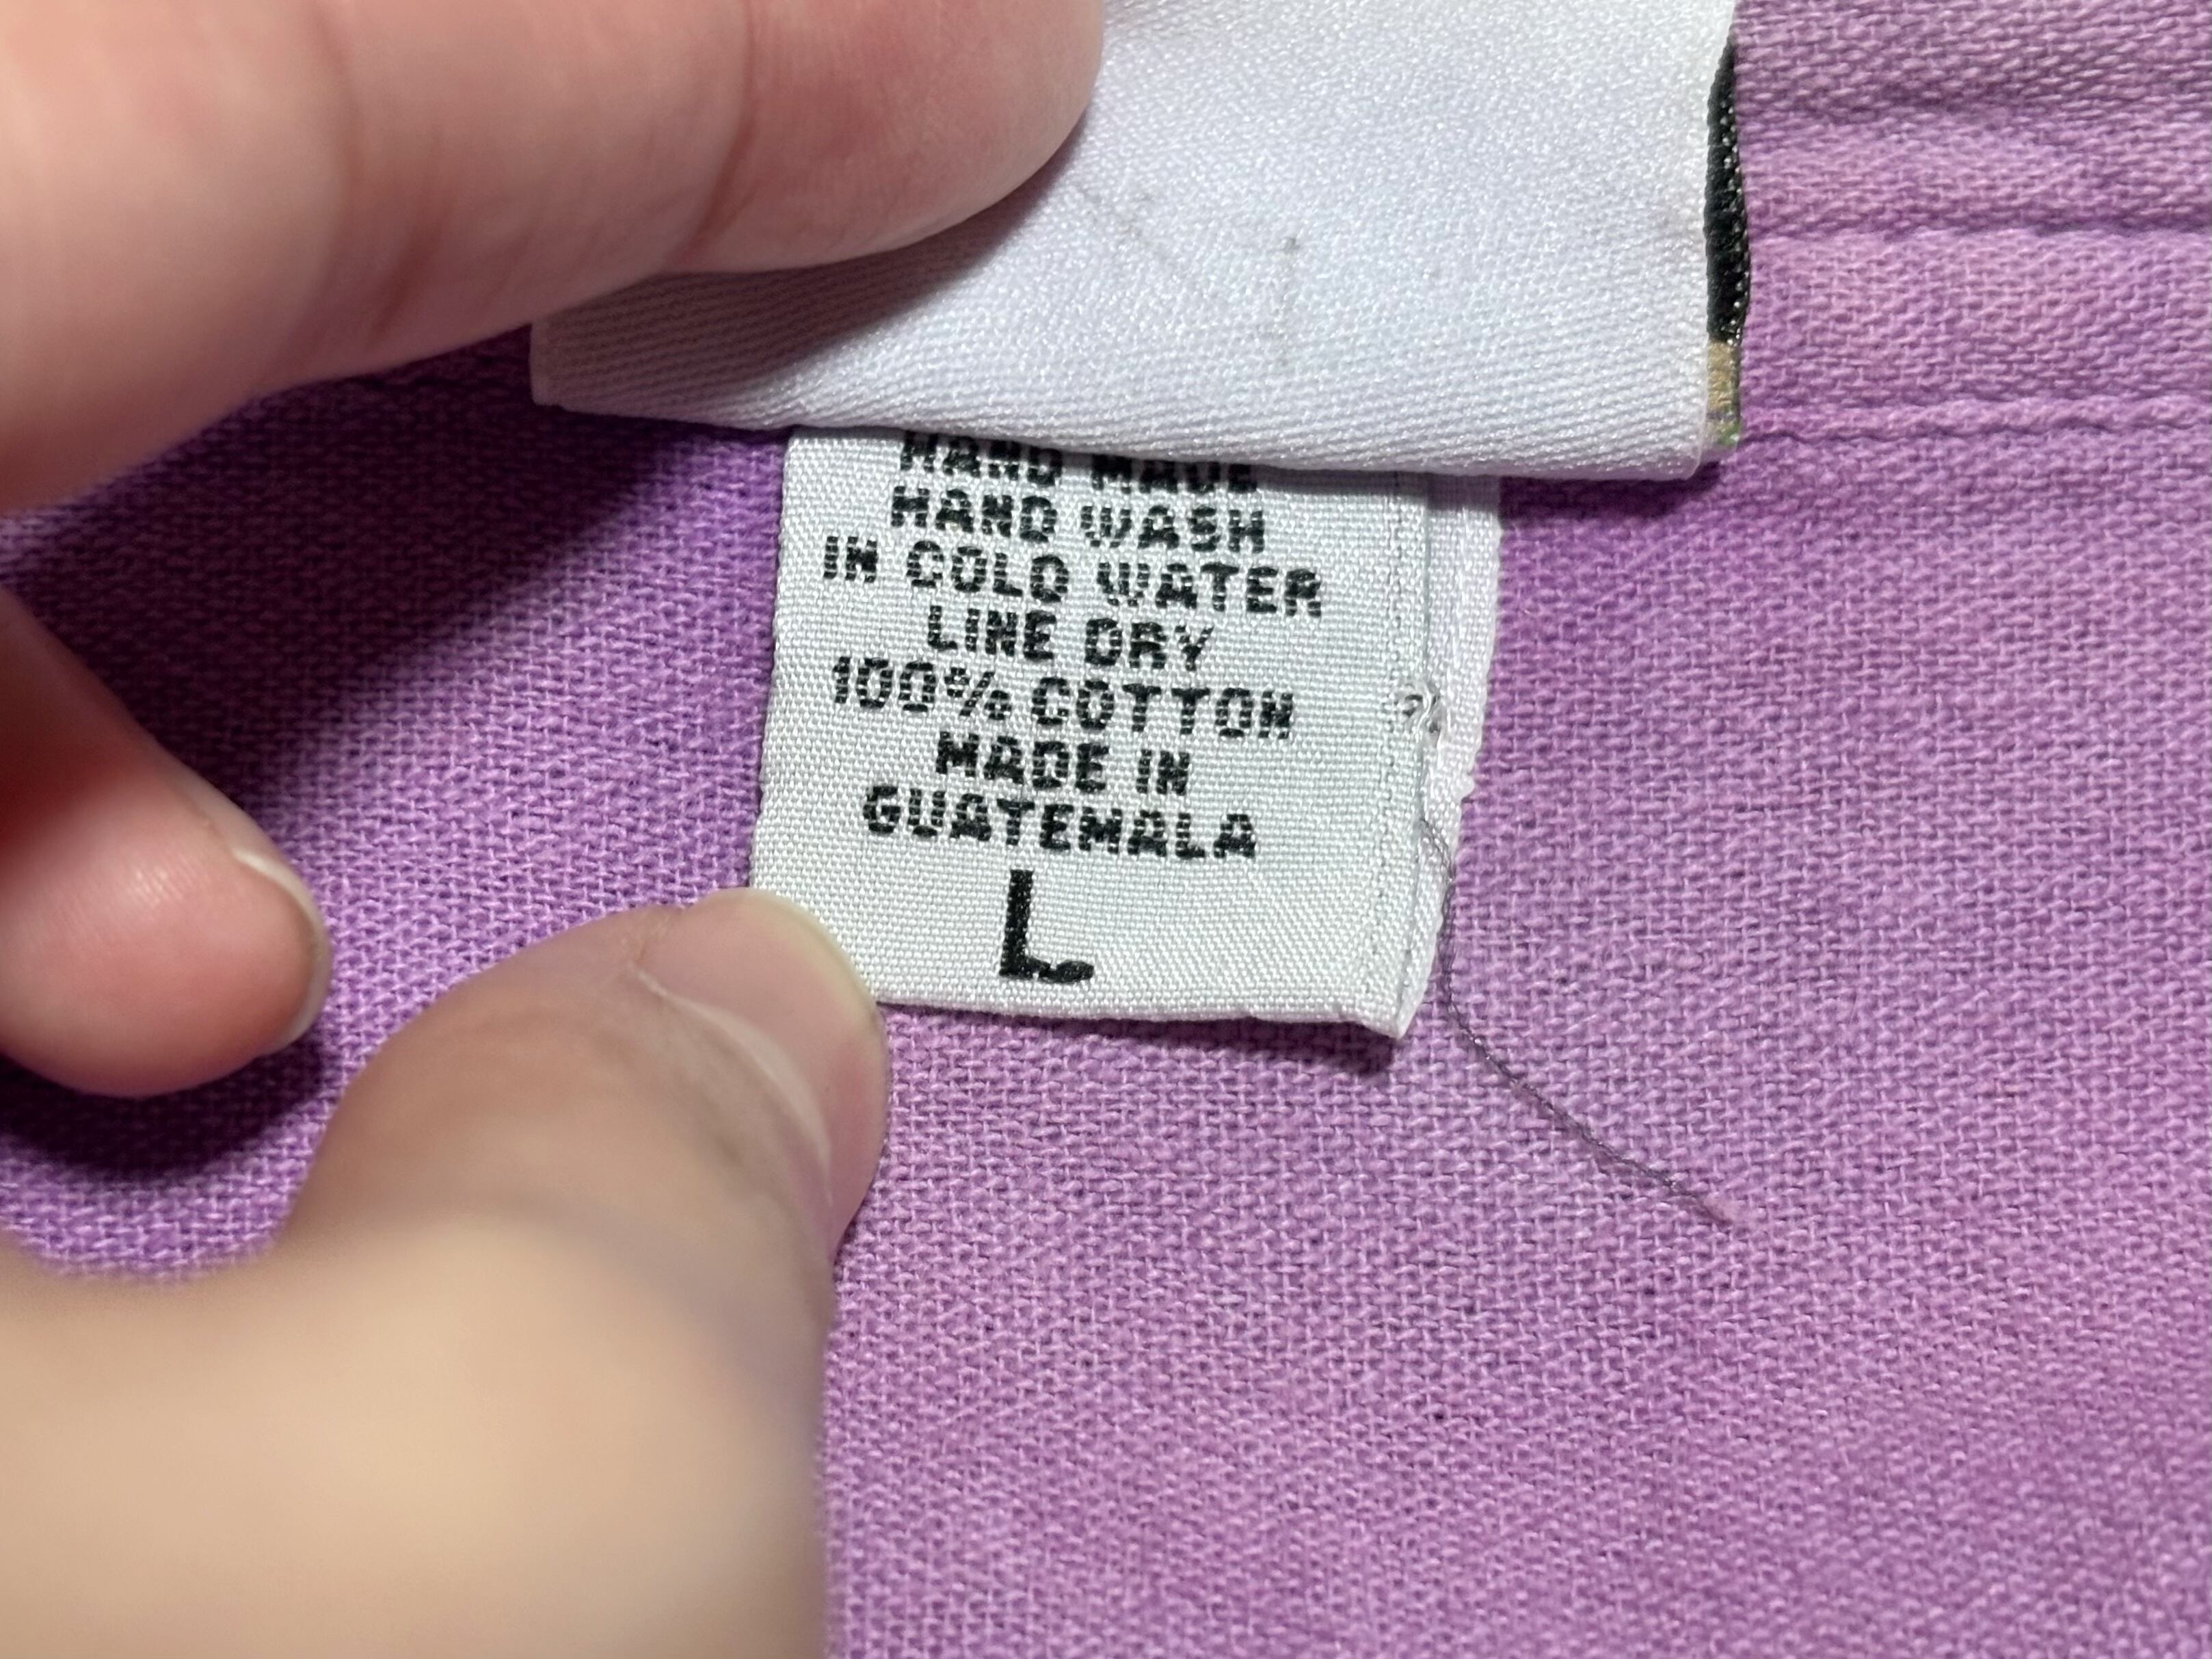 HAND MADE
HAND WASH
IN COLD WATER
LINE DRY
100% COTTON
MADE IN
GUATEMALA
L